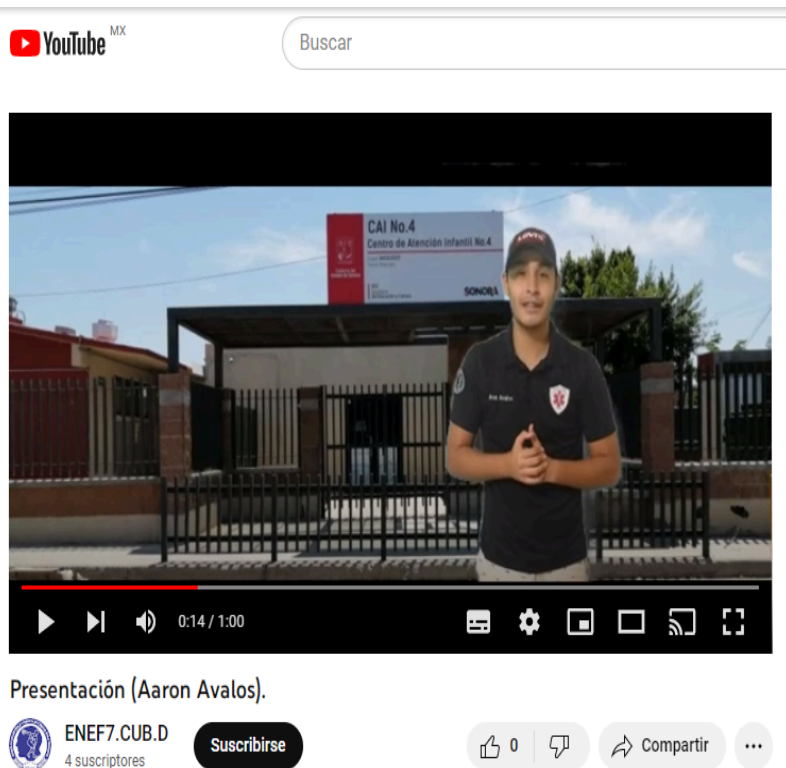 YouTube MX
Buscar
CAI No.4
Centro de Atención Infantil No.4
SONORA
0:14 / 1:00
Presentación (Aaron Avalos).
ENEF7.CUB.D
4 suscriptores
Suscribirse
0
Compartir